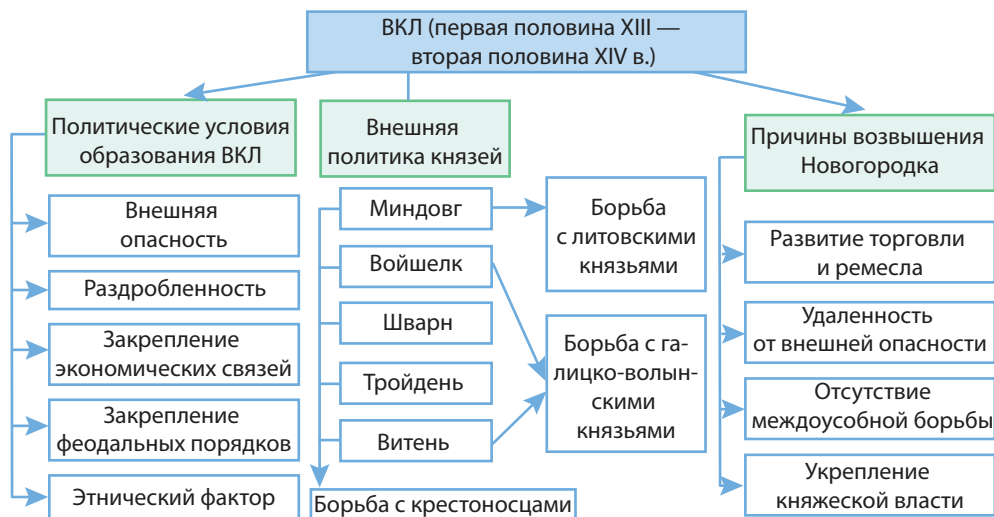 ВКЛ (первая половина XIII —
вторая половина XIV в.)
Политические условия
образования ВКЛ
Внешняя
опасность
Раздробленность
Закрепление
экономических связей
Закрепление
феодальных порядков
Этнический фактор
Внешняя
политика князей
Миндовг
Войшелк
Шварн
Тройдень
Витень
Борьба с крестоносцами
Борьба
с литовскими
князьями
Борьба с га-
лицко-волын-
скими
князьями
Причины возвышения
Новогородка
Развитие торговли
и ремесла
Удаленность
от внешней опасности
Отсутствие
междоусобной борьбы
Укрепление
княжеской власти